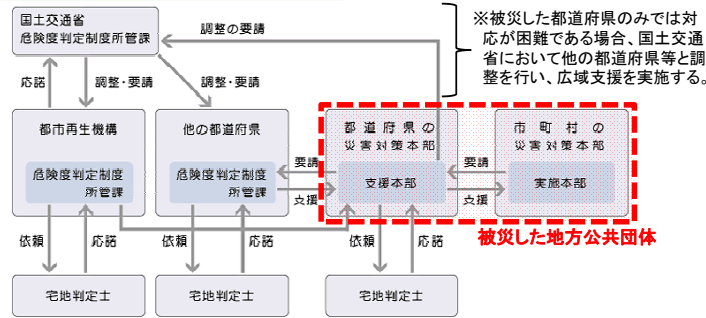 国土交通省
危険度判定制度所管課
調整の要請
※被災した都道府県のみでは対
応が困難である場合、国土交通
省において他の都道府県等と調
整を行い、広域支援を実施する。
応諾
調整・要請
調整・要請
都市再生機構
他の都道府県
都道府県の
災害対策本部
市町村の
災害対策本部
危険度判定制度
所管課
危険度判定制度
所管課
要請
支援
支援本部
要請
支援
実施本部
被災した地方公共団体
依頼
応諾
依頼
応諾
依頼
応諾
宅地判定士
宅地判定士
宅地判定士